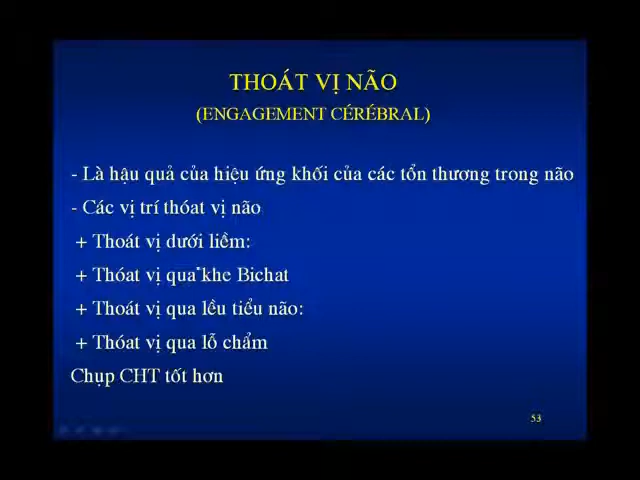 THOÁT VỊ NÃO
(ENGAGEMENT CÉRÉBRAL)
- Là hậu quả của hiệu ứng khối của các tổn thương trong não
- Các vị trí thóat vị não
+ Thoát vị dưới liềm:
+ Thóat vị qua khe Bichat
+ Thoát vị qua lều tiểu não:
+ Thóat vị qua lỗ chẩm
Chụp CHT tốt hơn
53